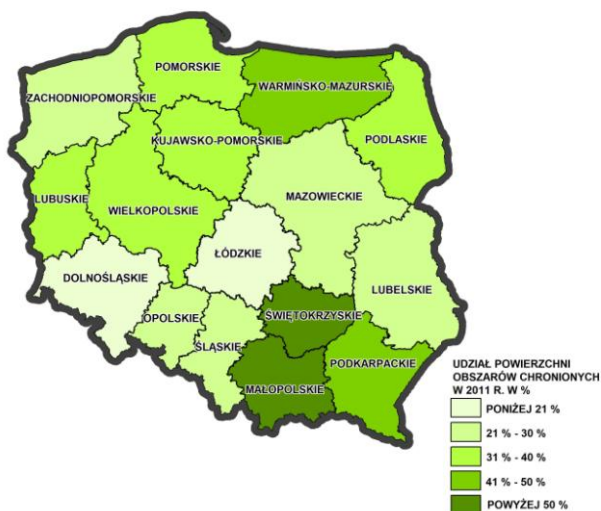 POMORSKIE
WARMIŃSKO-MAZURSKIE
ZACHODNIOPOMORSKIE
KUJAWSKO-POMORSKIE
PODLASKIE
LUBUSKIE
WIELKOPOLSKIE
MAZOWIECKIE
ŁÓDZKIE
DOLNOŚLĄSKIE
LUBELSKIE
OPOLSKIE
ŚWIĘTOKRZYSKIE
ŚLĄSKIE
PODKARPACKIE
MAŁOPOLSKIE
UDZIAŁ POWIERZCHNI
OBSZARÓW CHRONIONYCH
W 2011 R. W %
PONIŻEJ 21 %
21 % - 30 %
31 % - 40 %
41 % - 50 %
POWYŻEJ 50 %